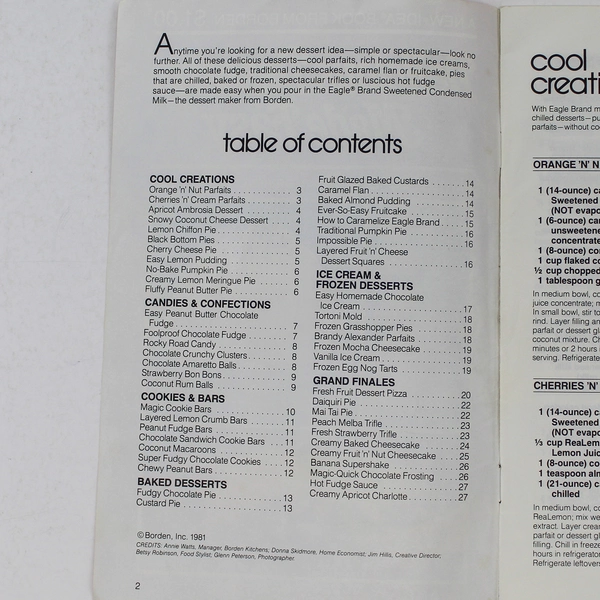 Anytime you're looking for a new dessert idea—simple or spectacular—look no
further. All of these delicious desserts—cool parfaits, rich homemade ice creams,
smooth chocolate fudge, traditional cheesecakes, caramel flan or fruitcake, pies
that are chilled, baked or frozen, spectacular trifles or luscious hot fudge
sauce—are made easy when you pour in the Eagle® Brand Sweetened Condensed
Milk—the dessert maker from Borden.
table of contents
COOL CREATIONS
Orange 'n' Nut Parfaits . . . . . . . . . . . . . . 3
Cherries 'n' Cream Parfaits . . . . . . . . . . 3
Apricot Ambrosia Dessert . . . . . . . . . . . 4
Snowy Coconut Cheese Dessert . . . . . 4
Lemon Chiffon Pie . . . . . . . . . . . . . . . . 4
Black Bottom Pies . . . . . . . . . . . . . . . . 5
Cherry Cheese Pie . . . . . . . . . . . . . . . 5
Easy Lemon Pudding . . . . . . . . . . . . . . 5
No-Bake Pumpkin Pie . . . . . . . . . . . . . 6
Creamy Lemon Meringue Pie . . . . . . . . 6
Fluffy Peanut Butter Pie . . . . . . . . . . . . 6
CANDIES & CONFECTIONS
Easy Peanut Butter Chocolate
Fudge . . . . . . . . . . . . . . . . . . . . . . . . 7
Foolproof Chocolate Fudge . . . . . . . . . 7
Rocky Road Candy . . . . . . . . . . . . . . . 8
Chocolate Crunchy Clusters . . . . . . . . . 8
Chocolate Amaretto Balls . . . . . . . . . . . 8
Strawberry Bon Bons . . . . . . . . . . . . . . 9
Coconut Rum Balls . . . . . . . . . . . . . . . 9
COOKIES & BARS
Magic Cookie Bars . . . . . . . . . . . . . . . 10
Layered Lemon Crumb Bars . . . . . . . . 11
Peanut Fudge Bars . . . . . . . . . . . . . . . 11
Chocolate Sandwich Cookie Bars . . . . 11
Coconut Macaroons . . . . . . . . . . . . . . 12
Super Fudgy Chocolate Cookies . . . . . 12
Chewy Peanut Bars . . . . . . . . . . . . . . 12
BAKED DESSERTS
Fudgy Chocolate Pie . . . . . . . . . . . . . 13
Custard Pie . . . . . . . . . . . . . . . . . . . . 13
Fruit Glazed Baked Custards . . . . . . . 14
Caramel Flan . . . . . . . . . . . . . . . . . . . 14
Baked Almond Pudding . . . . . . . . . . . 14
Ever-So-Easy Fruitcake . . . . . . . . . . . 15
How to Caramelize Eagle Brand . . . . . 15
Traditional Pumpkin Pie . . . . . . . . . . . 16
Impossible Pie . . . . . . . . . . . . . . . . . . 16
Layered Fruit 'n' Cheese
Dessert Squares . . . . . . . . . . . . . . . 16
ICE CREAM &
FROZEN DESSERTS
Easy Homemade Chocolate
Ice Cream . . . . . . . . . . . . . . . . . . . . 17
Tortoni Mold . . . . . . . . . . . . . . . . . . . . 18
Frozen Grasshopper Pies . . . . . . . . . . 18
Brandy Alexander Parfaits . . . . . . . . . . 18
Frozen Mocha Cheesecake . . . . . . . . 19
Vanilla Ice Cream . . . . . . . . . . . . . . . . 19
Frozen Egg Nog Tarts . . . . . . . . . . . . 19
GRAND FINALES
Fresh Fruit Dessert Pizza . . . . . . . . . . 20
Daiquiri Pie . . . . . . . . . . . . . . . . . . . . 22
Mai Tai Pie . . . . . . . . . . . . . . . . . . . . 22
Peach Melba Trifle . . . . . . . . . . . . . . . 23
Fresh Strawberry Trifle . . . . . . . . . . . . 23
Creamy Baked Cheesecake . . . . . . . . 24
Creamy Fruit 'n' Nut Cheesecake . . . . 25
Banana Supershake . . . . . . . . . . . . . . 26
Magic-Quick Chocolate Frosting . . . . . 26
Hot Fudge Sauce . . . . . . . . . . . . . . . . 27
Creamy Apricot Charlotte . . . . . . . . . . 27
© Borden, Inc. 1981
CREDITS: Annie Watts, Manager, Borden Kitchens; Donna Skidmore, Home Economist; Jim Hills, Creative Director,
Betsy Robinson, Food Stylist; Glenn Peterson, Photographer
2
cool
creati
With Eagle Brand m
chilled desserts—pu
parfaits—without co
ORANGE 'N' N
1 (14-ounce) ca
Sweetened
(NOT evapo
1 (6-ounce) can
unsweetene
concentrate
1 (8-ounce) con
1 cup flaked co
½ cup chopped
1 tablespoon g
In medium bowl, co
juice concentrate; m
In small bowl, stir to
rind. Layer filling an
parfait or dessert gl
coconut mixture. Ch
minutes or 2 hours i
serving. Refrigerate
CHERRIES 'N'
1 (14-ounce) ca
Sweetened
(NOT evapo
⅓ cup ReaLem
Lemon Juic
1 (8-ounce) co
1 teaspoon alm
1 (21-ounce) ca
chilled
In medium bowl, co
ReaLemon; mix we
extract. Layer crea
parfait or dessert g
filling. Chill in freeze
hours in refrigerator
Refrigerate leftovers